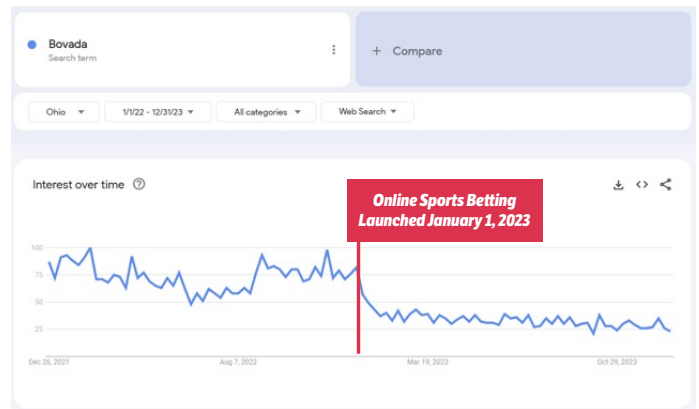 Bovada
Search term
+ Compare
Ohio
1/1/22 - 12/31/23
All categories
Web Search
Interest over time
Online Sports Betting
Launched January 1, 2023
100
75
50
25
Dec 26, 2021
Aug 7, 2022
Mar 19, 2023
Oct 29, 2023